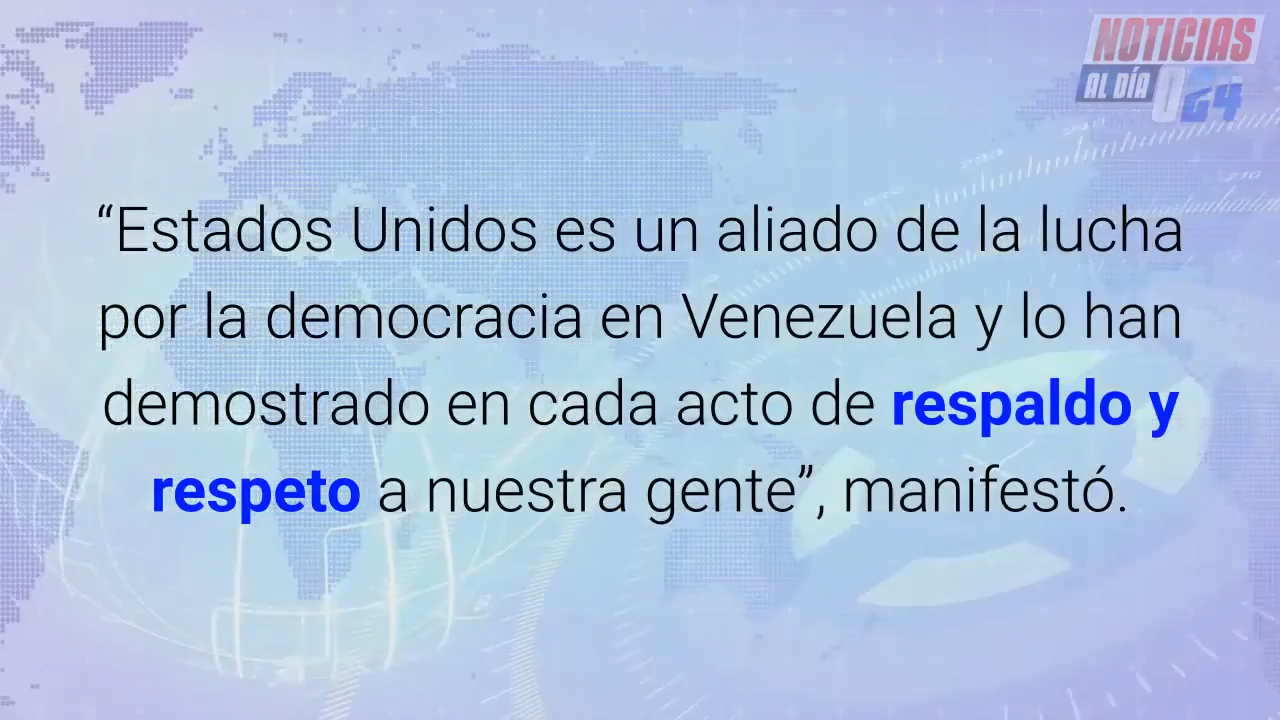 NOTICIAS
AL DÍA 024
“Estados Unidos es un aliado de la lucha
por la democracia en Venezuela y lo han
demostrado en cada acto de respaldo y
respeto a nuestra gente”, manifestó.